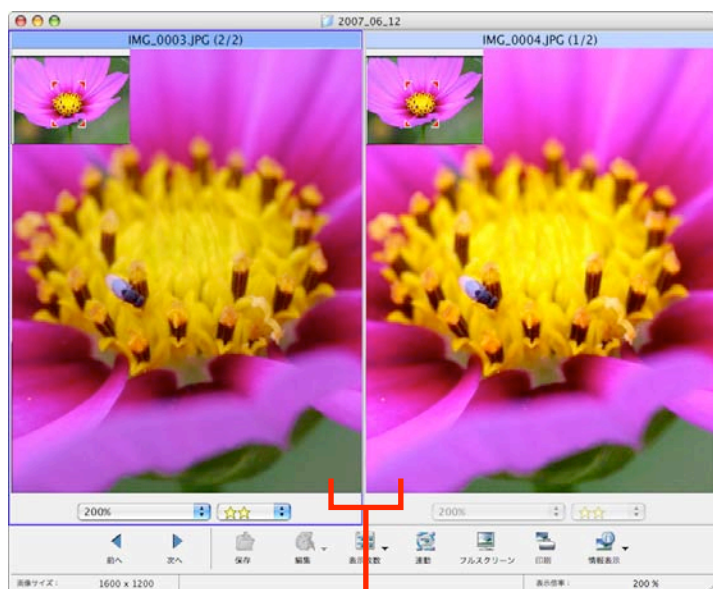 2007_06_12
IMG_0003.JPG (2/2)
IMG_0004.JPG (1/2)
200%
200%
前へ
次へ
保存
編集
表示枚数
連動
フルスクリーン
印刷
情報表示
画像サイズ：
1600 x 1200
表示倍率：
200 %